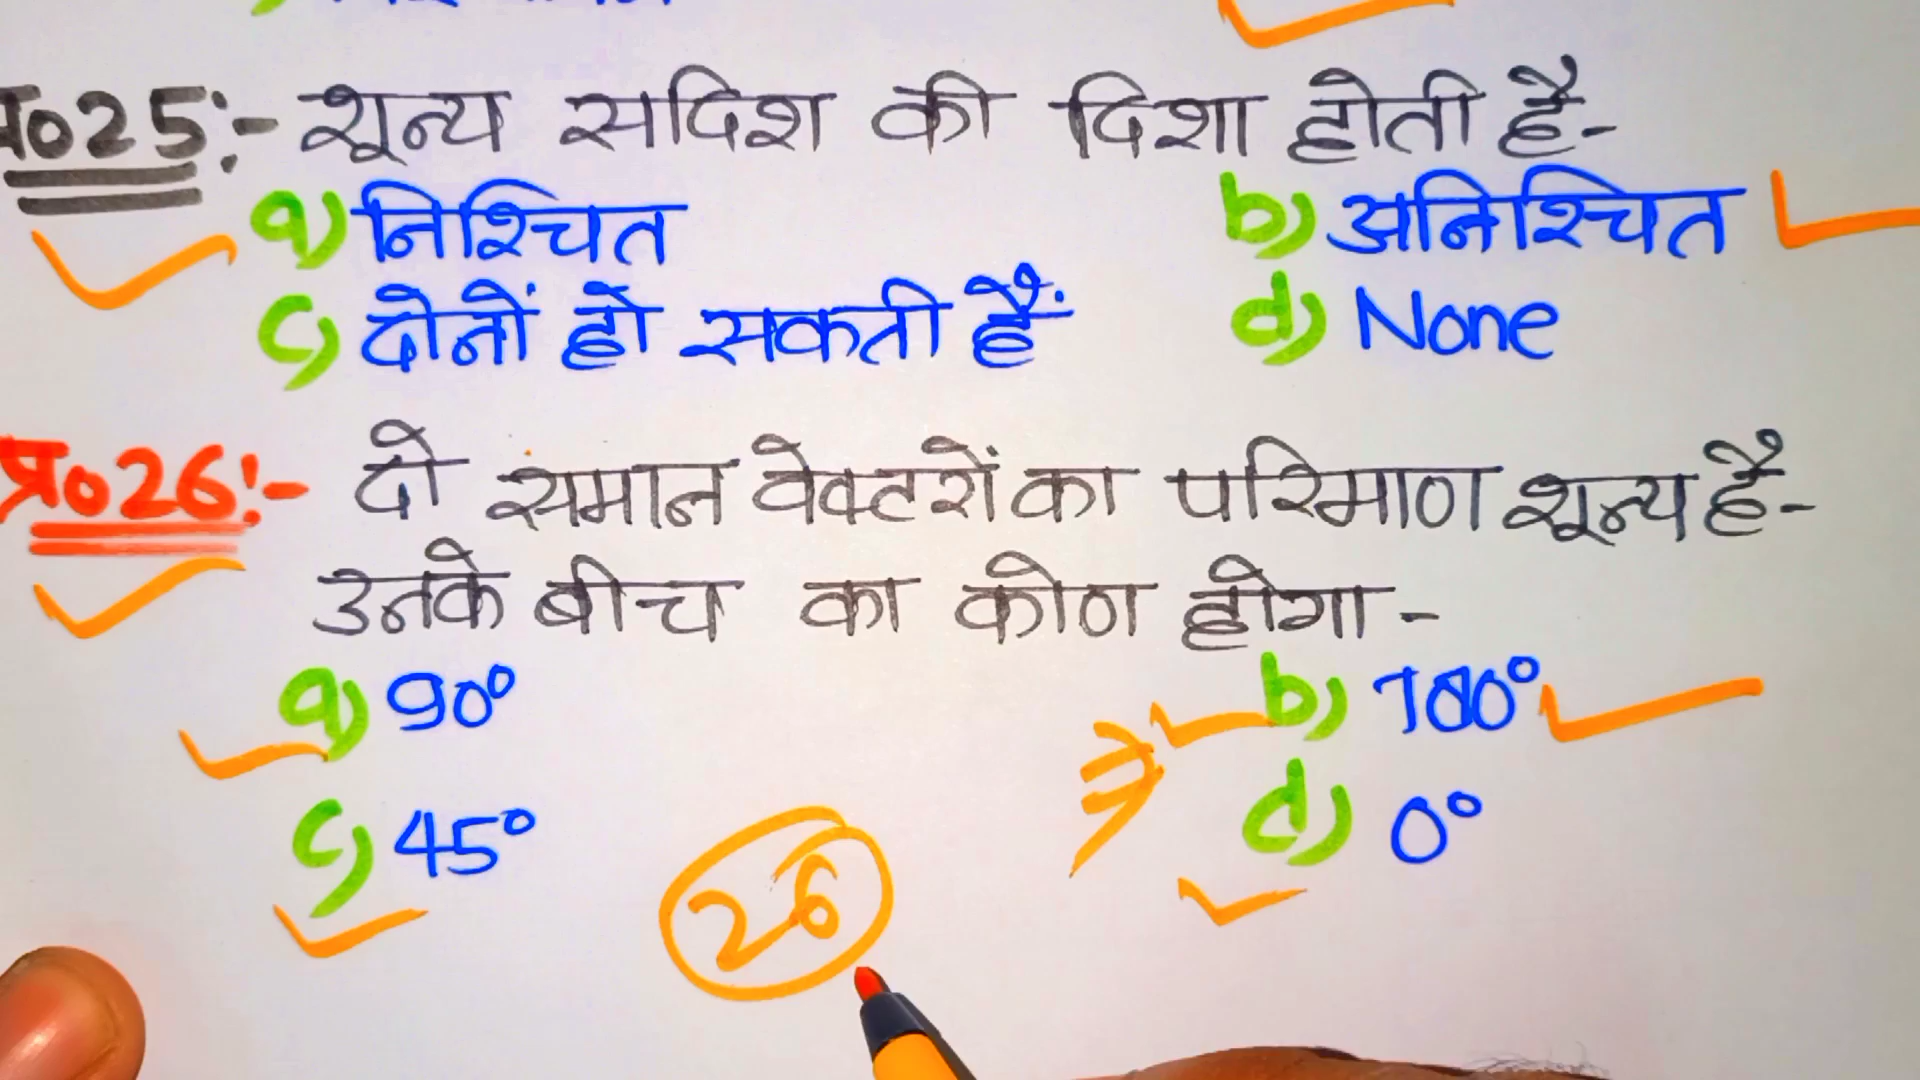 प्र०25:- शून्य सदिश की दिशा होती है-
a) निश्चित b) अनिश्चित
c) दोनों हो सकती हैं d) None
प्र०26:- दो समान वेक्टरों का परिमाण शून्य है-
उनके बीच का कोण होगा-
a) 90° b) 180°
c) 45° d) 0°
26